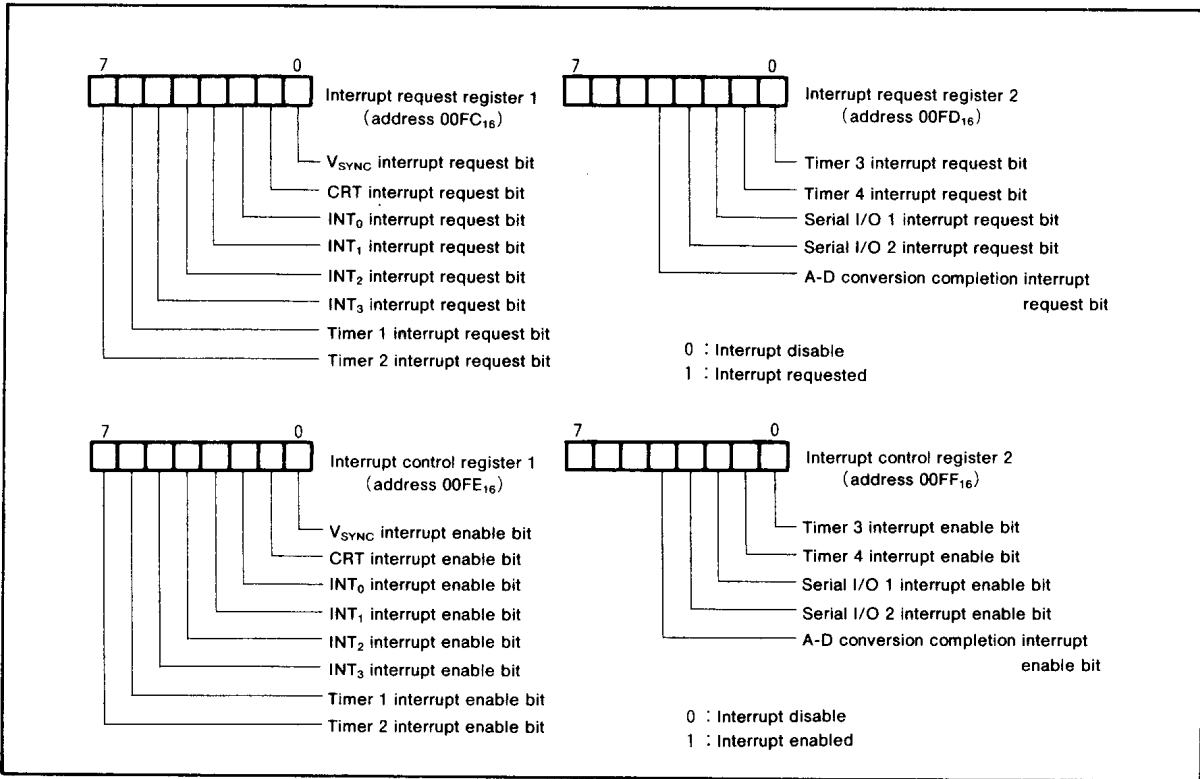 7 0
Interrupt request register 1
(address 00FC₁₆)
V_SYNC interrupt request bit
CRT interrupt request bit
INT₀ interrupt request bit
INT₁ interrupt request bit
INT₂ interrupt request bit
INT₃ interrupt request bit
Timer 1 interrupt request bit
Timer 2 interrupt request bit
7 0
Interrupt request register 2
(address 00FD₁₆)
Timer 3 interrupt request bit
Timer 4 interrupt request bit
Serial I/O 1 interrupt request bit
Serial I/O 2 interrupt request bit
A-D conversion completion interrupt
request bit
0 : Interrupt disable
1 : Interrupt requested
7 0
Interrupt control register 1
(address 00FE₁₆)
V_SYNC interrupt enable bit
CRT interrupt enable bit
INT₀ interrupt enable bit
INT₁ interrupt enable bit
INT₂ interrupt enable bit
INT₃ interrupt enable bit
Timer 1 interrupt enable bit
Timer 2 interrupt enable bit
7 0
Interrupt control register 2
(address 00FF₁₆)
Timer 3 interrupt enable bit
Timer 4 interrupt enable bit
Serial I/O 1 interrupt enable bit
Serial I/O 2 interrupt enable bit
A-D conversion completion interrupt
enable bit
0 : Interrupt disable
1 : Interrupt enabled